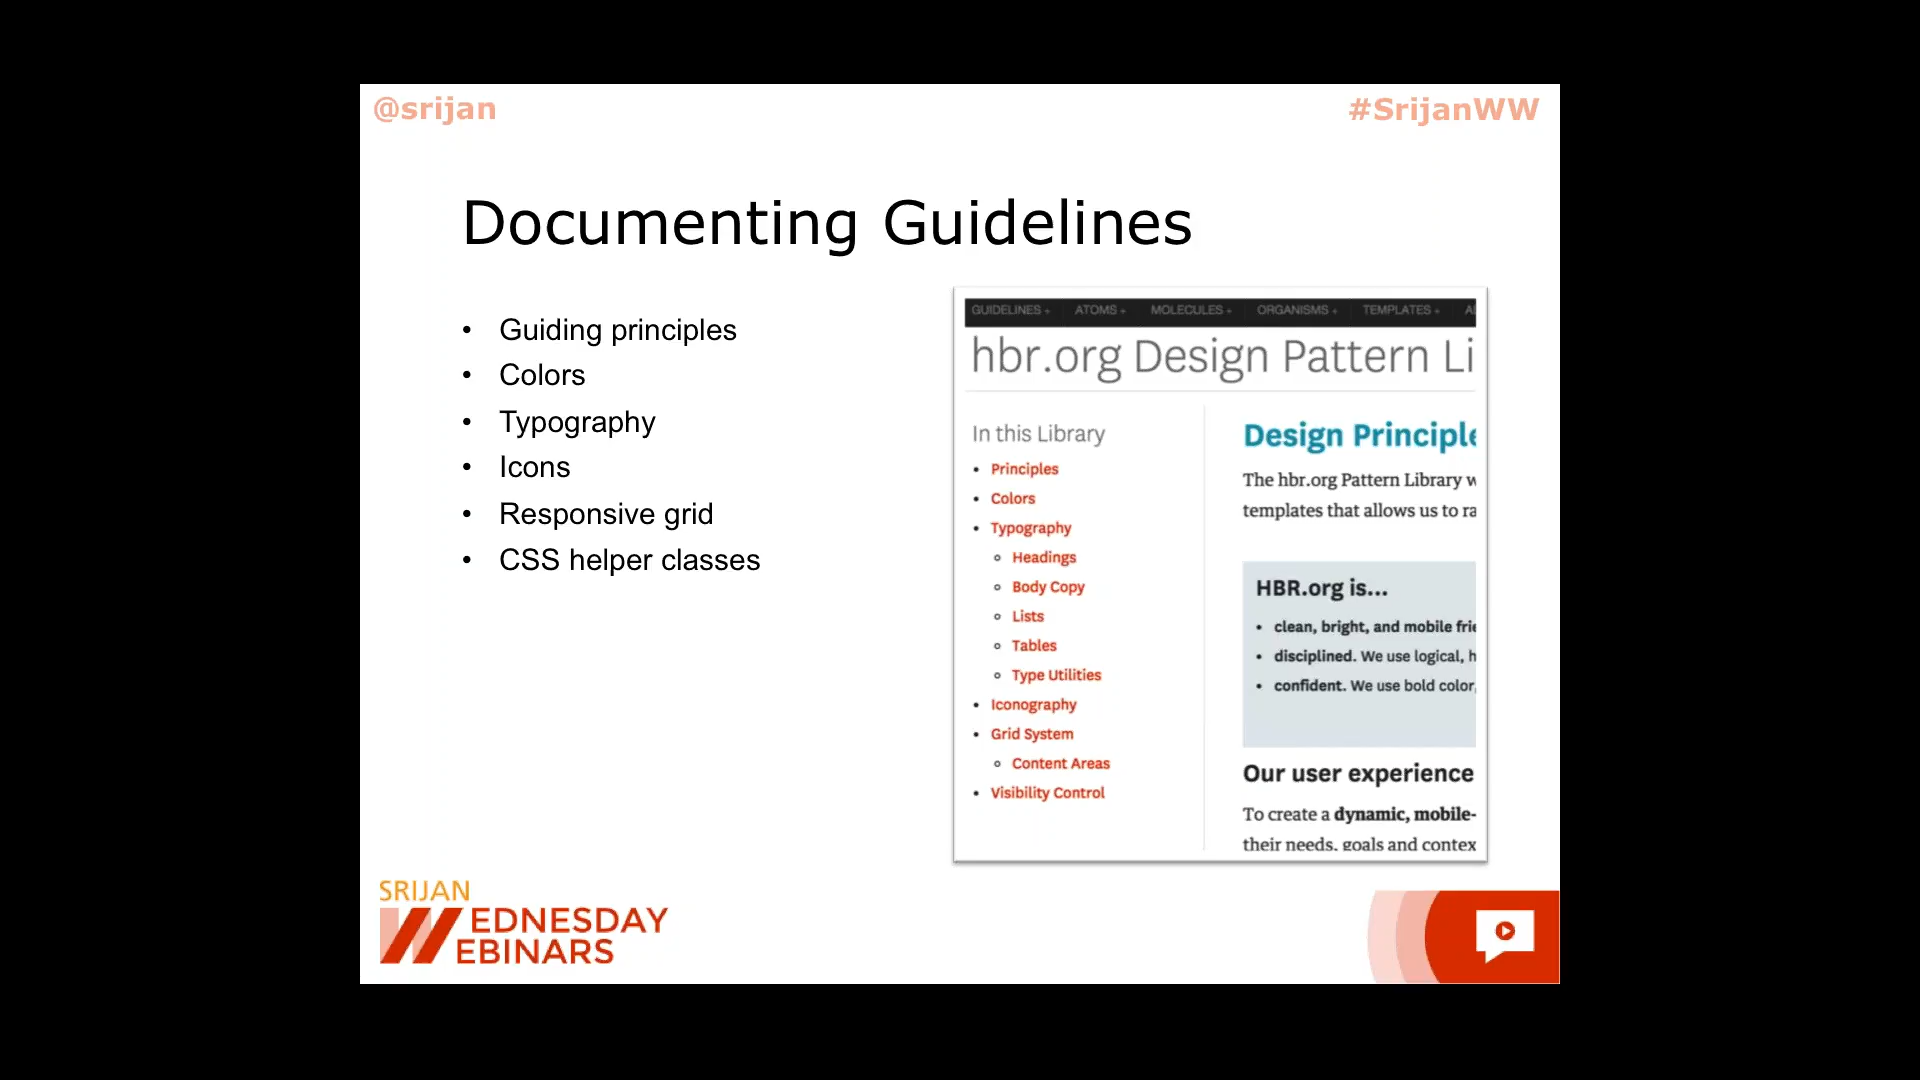 @srijan
#SrijanWW
Documenting Guidelines
• Guiding principles
• Colors
• Typography
• Icons
• Responsive grid
• CSS helper classes
GUIDELINES + ATOMS + MOLECULES + ORGANISMS + TEMPLATES +
hbr.org Design Pattern Li
In this Library
• Principles
• Colors
• Typography
◦ Headings
◦ Body Copy
◦ Lists
◦ Tables
◦ Type Utilities
• Iconography
• Grid System
◦ Content Areas
• Visibility Control
Design Principle
The hbr.org Pattern Library w
templates that allows us to ra
HBR.org is...
• clean, bright, and mobile frie
• disciplined. We use logical, h
• confident. We use bold color,
Our user experience
To create a dynamic, mobile-
their needs, goals and contex
SRIJAN
WEDNESDAY
WEBINARS